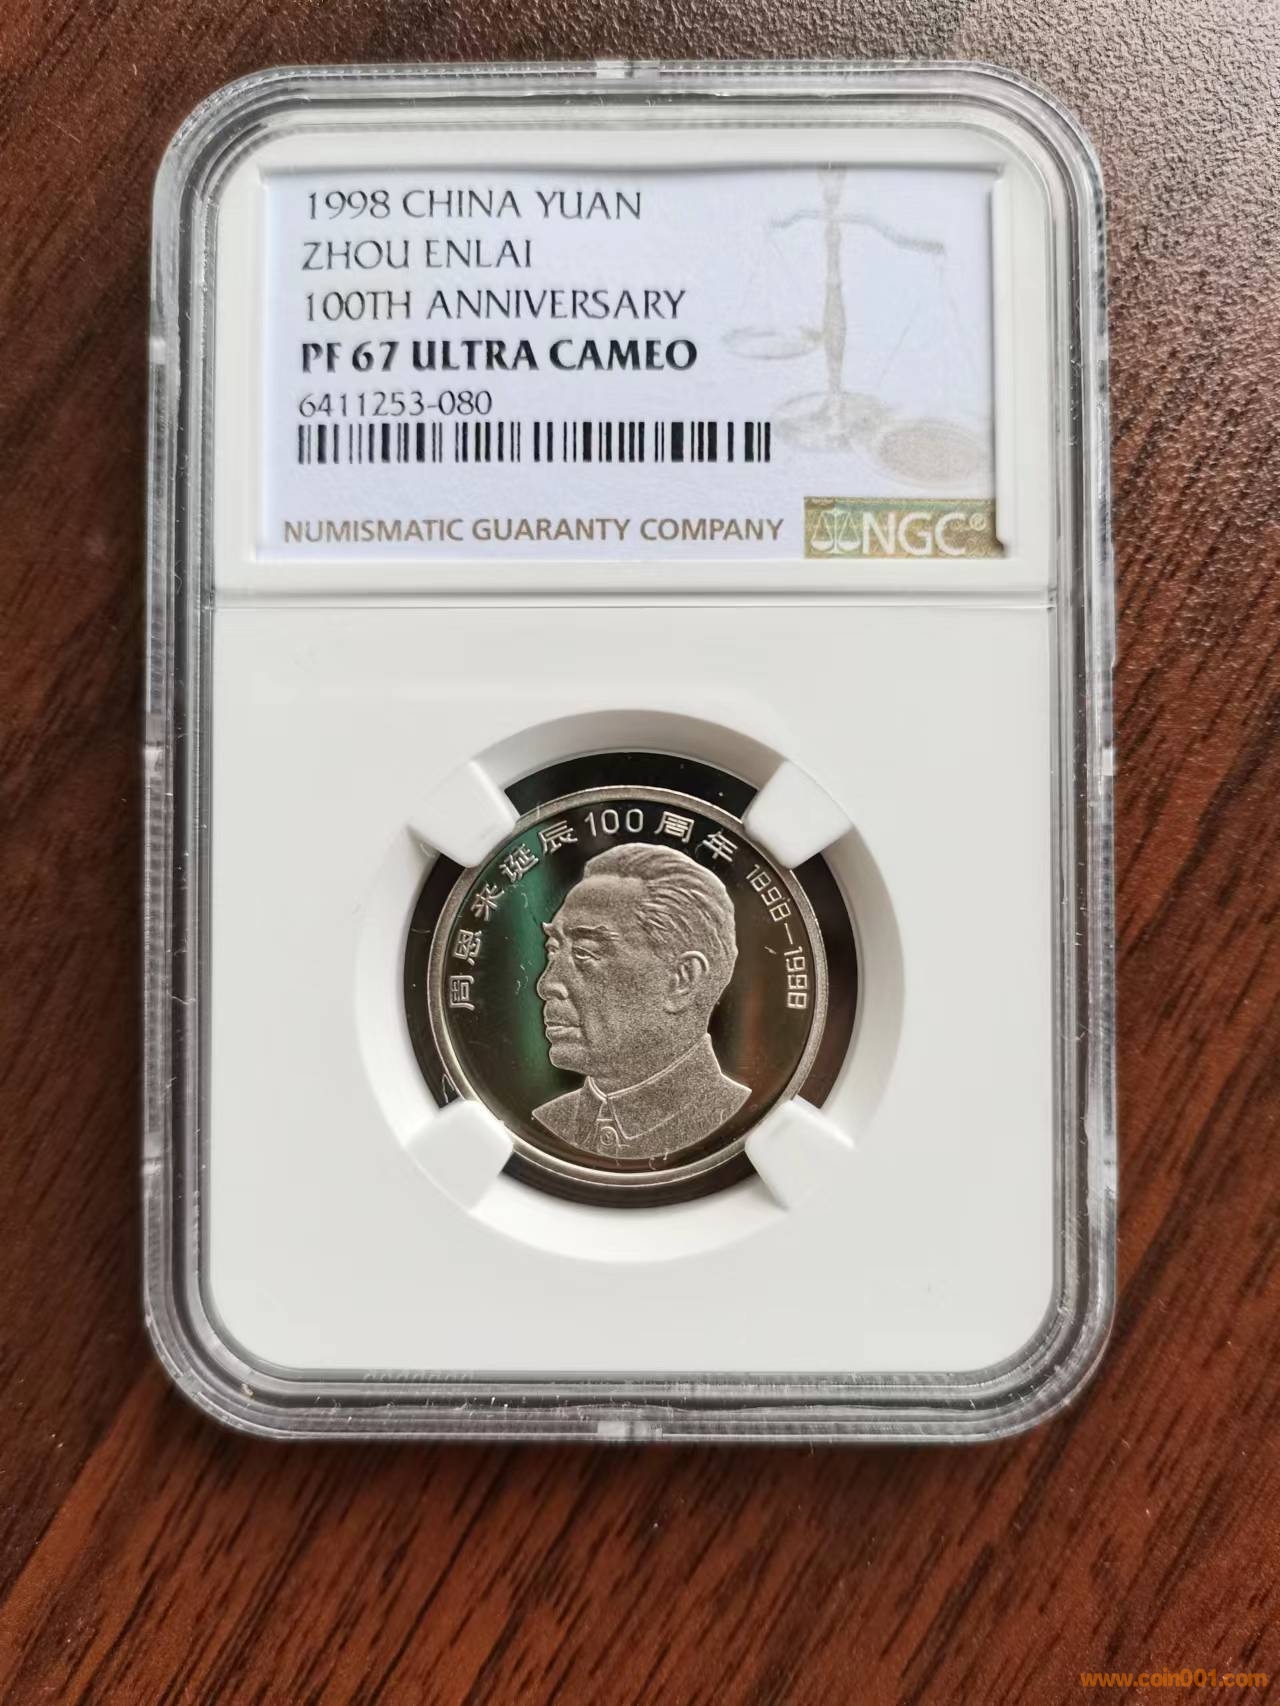 1998 CHINA YUAN
ZHOU ENLAI
100TH ANNIVERSARY
PF 67 ULTRA CAMEO
6411253-080
NUMISMATIC GUARANTY COMPANY
NGC®
周恩来诞辰100周年 1898—1998
www.coin001.com